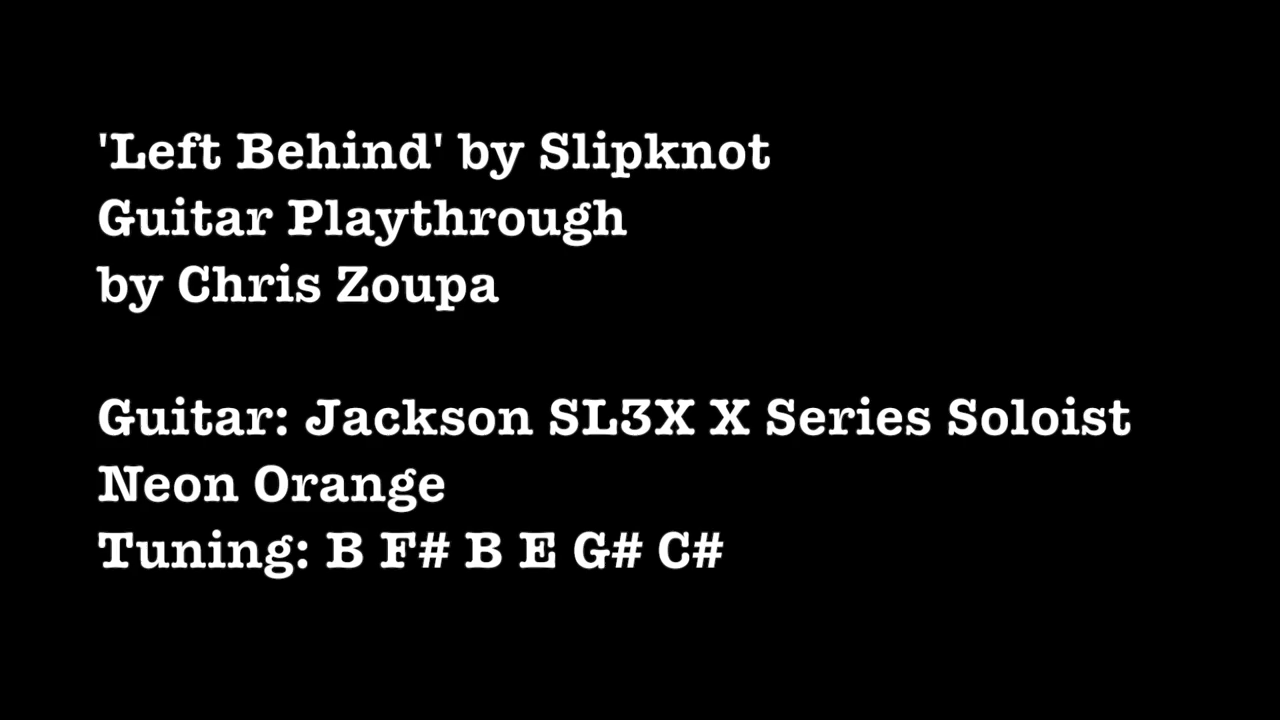 'Left Behind' by Slipknot
Guitar Playthrough
by Chris Zoupa
Guitar: Jackson SL3X X Series Soloist
Neon Orange
Tuning: B F# B E G# C#